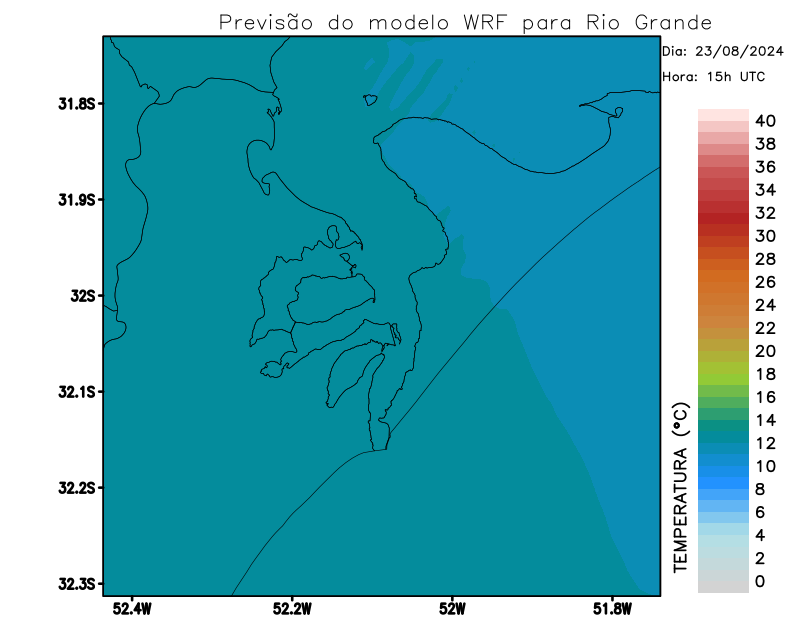 Previsão do modelo WRF para Rio Grande
Dia: 23/08/2024
Hora: 15h UTC
31.8S
31.9S
32S
32.1S
32.2S
32.3S
52.4W
52.2W
52W
51.8W
TEMPERATURA (°C)
40
38
36
34
32
30
28
26
24
22
20
18
16
14
12
10
8
6
4
2
0